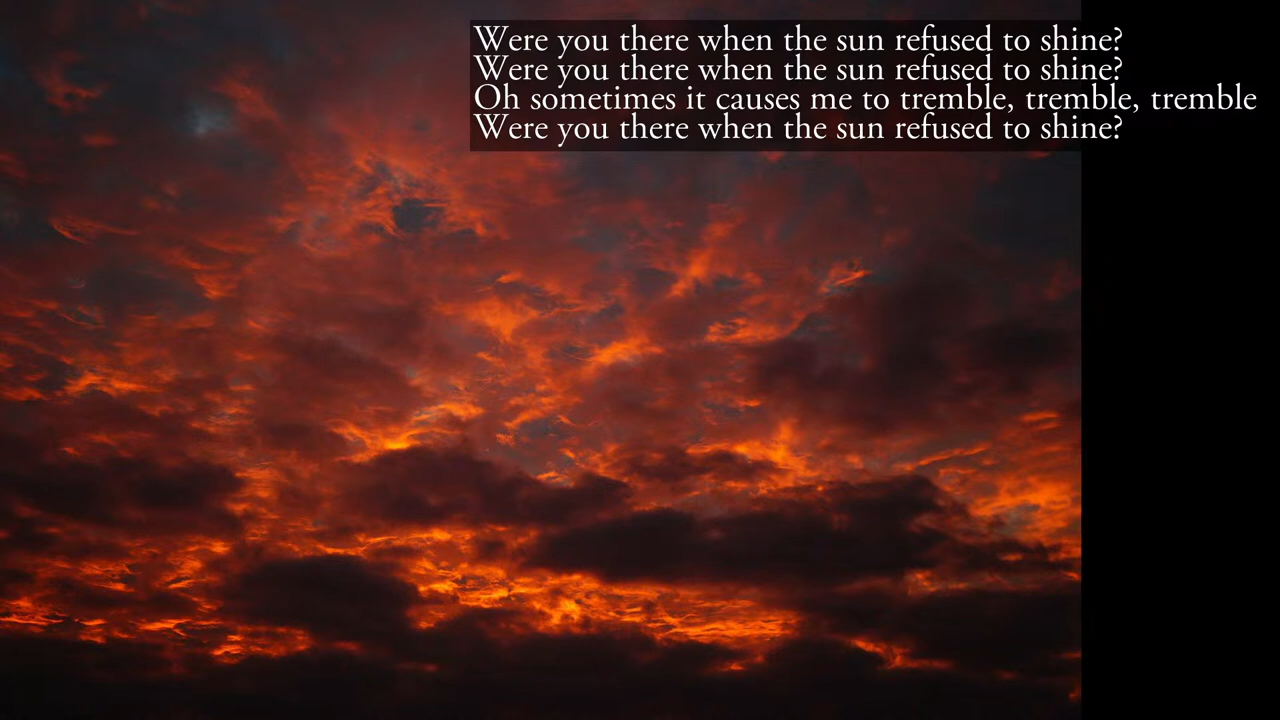 Were you there when the sun refused to shine?
Were you there when the sun refused to shine?
Oh sometimes it causes me to tremble, tremble, tremble
Were you there when the sun refused to shine?